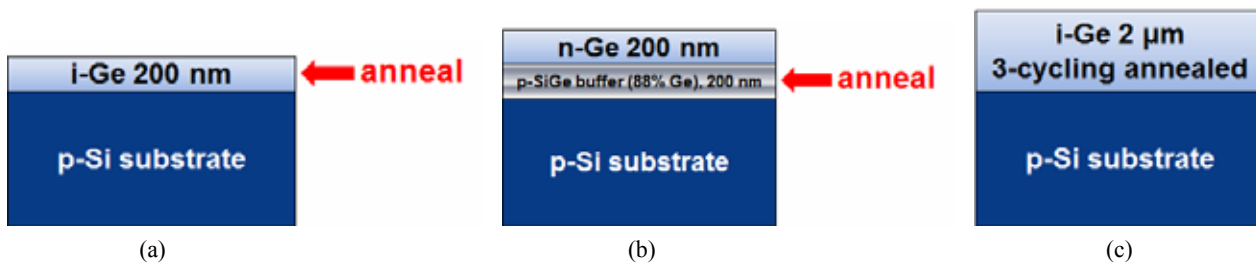 i-Ge 200 nm
anneal
p-Si substrate
(a)
n-Ge 200 nm
p-SiGe buffer (88% Ge), 200 nm
anneal
p-Si substrate
(b)
i-Ge 2 µm
3-cycling annealed
p-Si substrate
(c)